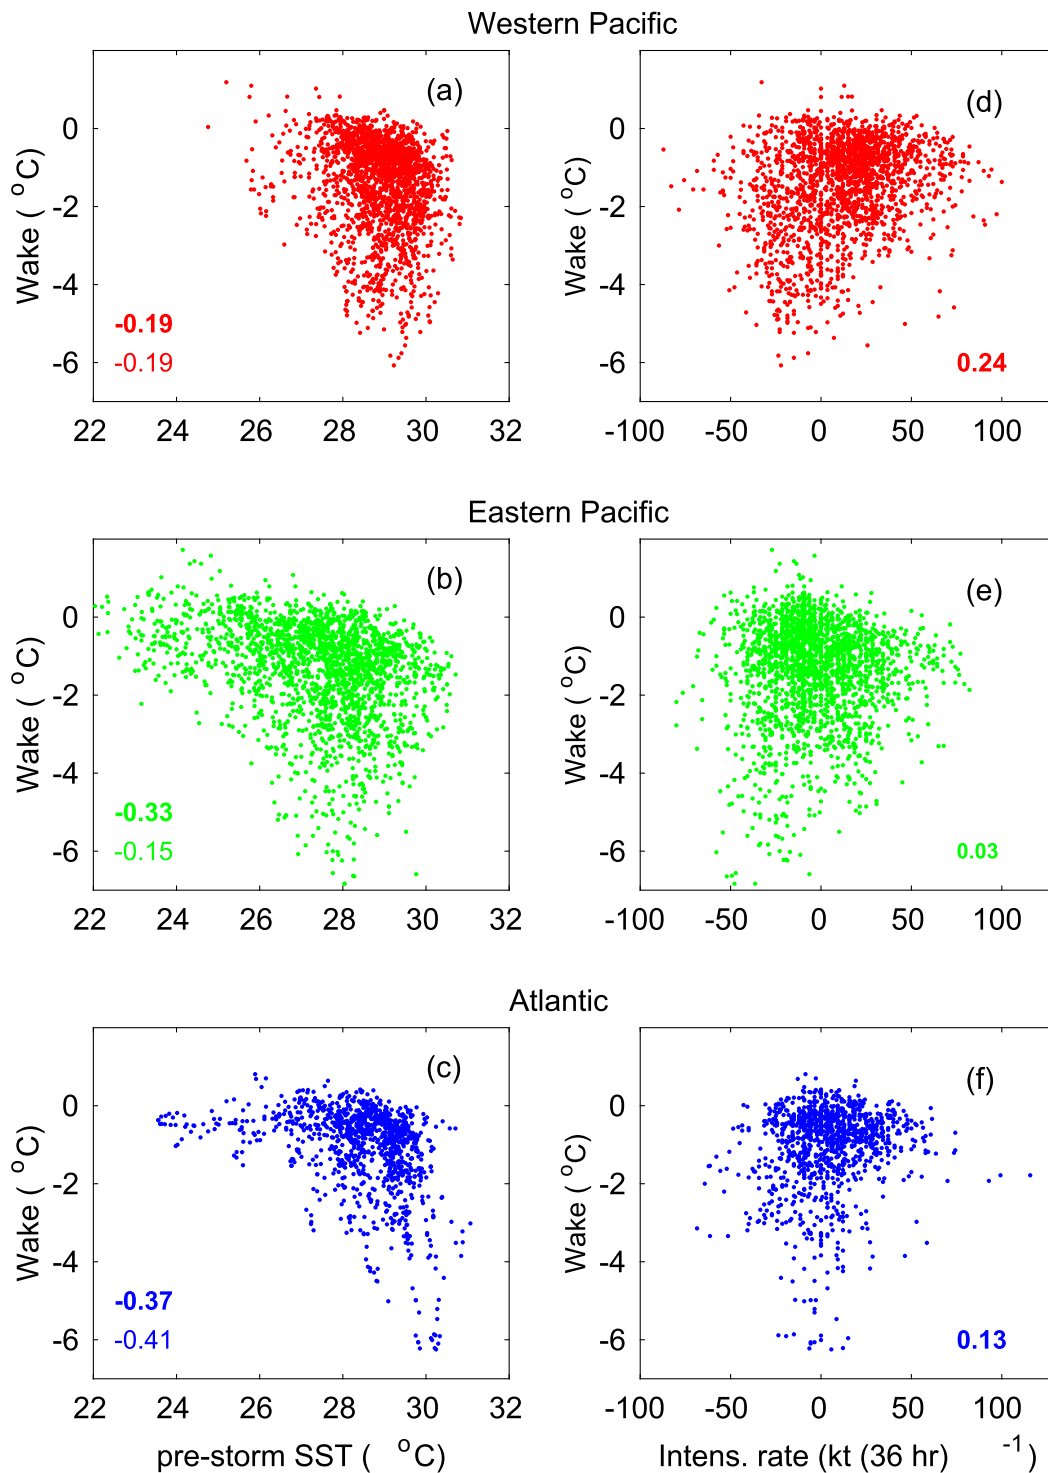 Western Pacific
(a)
0
-2
-4
-6
Wake ( °C)
-0.19
-0.19
22 24 26 28 30 32
(d)
0
-2
-4
-6
Wake ( °C)
0.24
-100 -50 0 50 100
Eastern Pacific
(b)
0
-2
-4
-6
Wake ( °C)
-0.33
-0.15
22 24 26 28 30 32
(e)
0
-2
-4
-6
Wake ( °C)
0.03
-100 -50 0 50 100
Atlantic
(c)
0
-2
-4
-6
Wake ( °C)
-0.37
-0.41
22 24 26 28 30 32
pre-storm SST ( °C)
(f)
0
-2
-4
-6
Wake ( °C)
0.13
-100 -50 0 50 100
Intens. rate (kt (36 hr) -1)